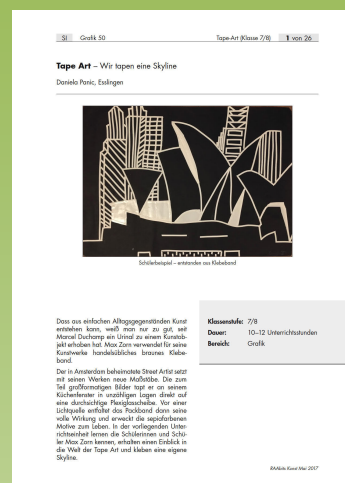 SI Grafik 50 Tape-Art (Klasse 7/8) 1 von 26
Tape Art – Wir tapen eine Skyline
Daniela Panic, Esslingen
Schülerbeispiel – entstanden aus Klebeband
Dass aus einfachen Alltagsgegenständen Kunst
entstehen kann, weiß man nur zu gut, seit
Marcel Duchamp ein Urinal zu einem Kunstob-
jekt erhoben hat. Max Zorn verwendet für seine
Kunstwerke handelsübliches braunes Klebe-
band.
Der in Amsterdam beheimatete Street Artist setzt
mit seinen Werken neue Maßstäbe. Die zum
Teil großformatigen Bilder tapt er an seinem
Küchenfenster in unzähligen Lagen direkt auf
eine durchsichtige Plexiglasscheibe. Vor einer
Lichtquelle entfaltet das Packband dann seine
volle Wirkung und erweckt die sepiafarbenen
Motive zum Leben. In der vorliegenden Unter-
richtseinheit lernen die Schülerinnen und Schü-
ler Max Zorn kennen, erhalten einen Einblick in
die Welt der Tape Art und kleben eine eigene
Skyline.
Klassenstufe: 7/8
Dauer: 10–12 Unterrichtsstunden
Bereich: Grafik
RAAbits Kunst Mai 2017